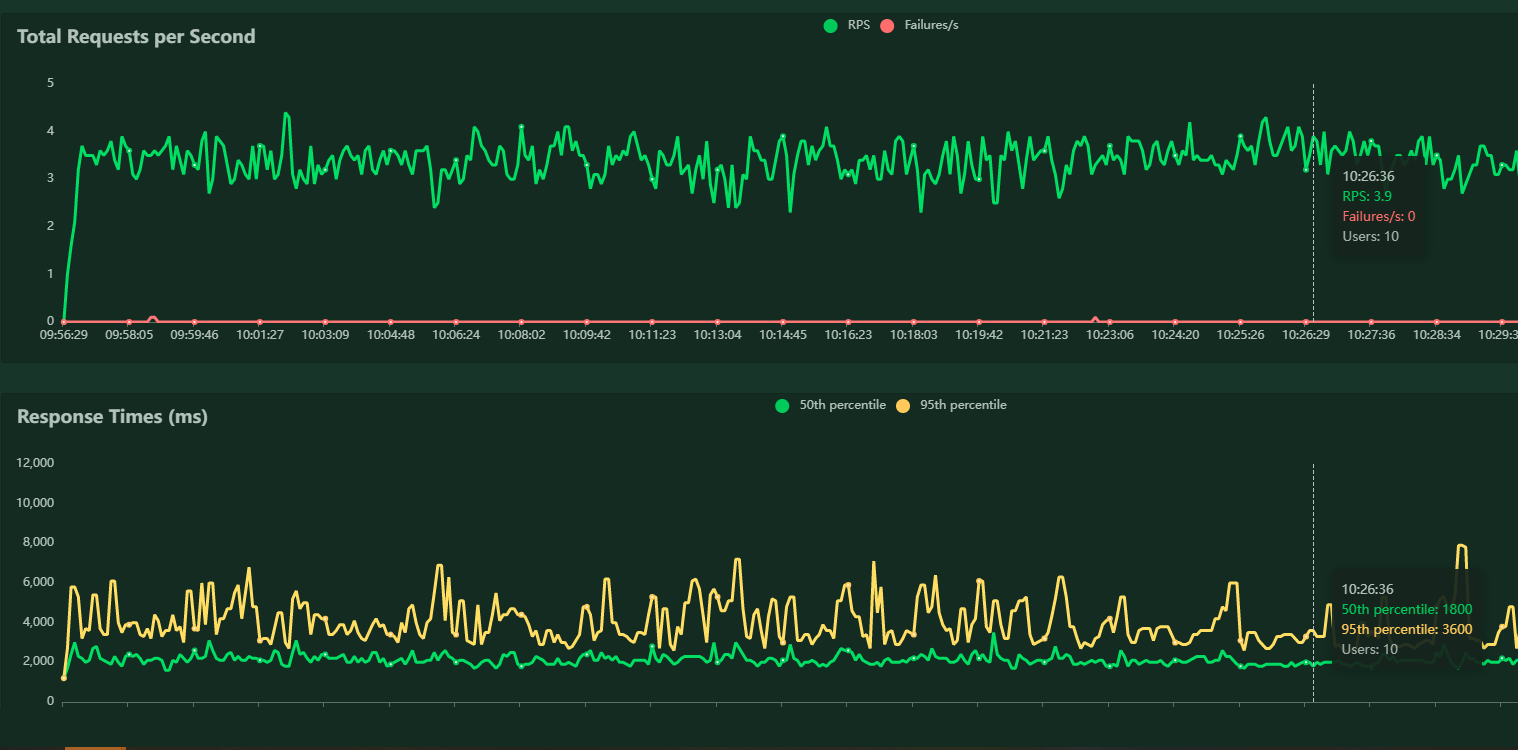 Total Requests per Second
RPS Failures/s
5
4
3
2
1
0
09:56:29 09:58:05 09:59:46 10:01:27 10:03:09 10:04:48 10:06:24 10:08:02 10:09:42 10:11:23 10:13:04 10:14:45 10:16:23 10:18:03 10:19:42 10:21:23 10:23:06 10:24:20 10:25:26 10:26:29 10:27:36 10:28:34 10:29:3
10:26:36
RPS: 3.9
Failures/s: 0
Users: 10
Response Times (ms)
50th percentile 95th percentile
12,000
10,000
8,000
6,000
4,000
2,000
0
10:26:36
50th percentile: 1800
95th percentile: 3600
Users: 10